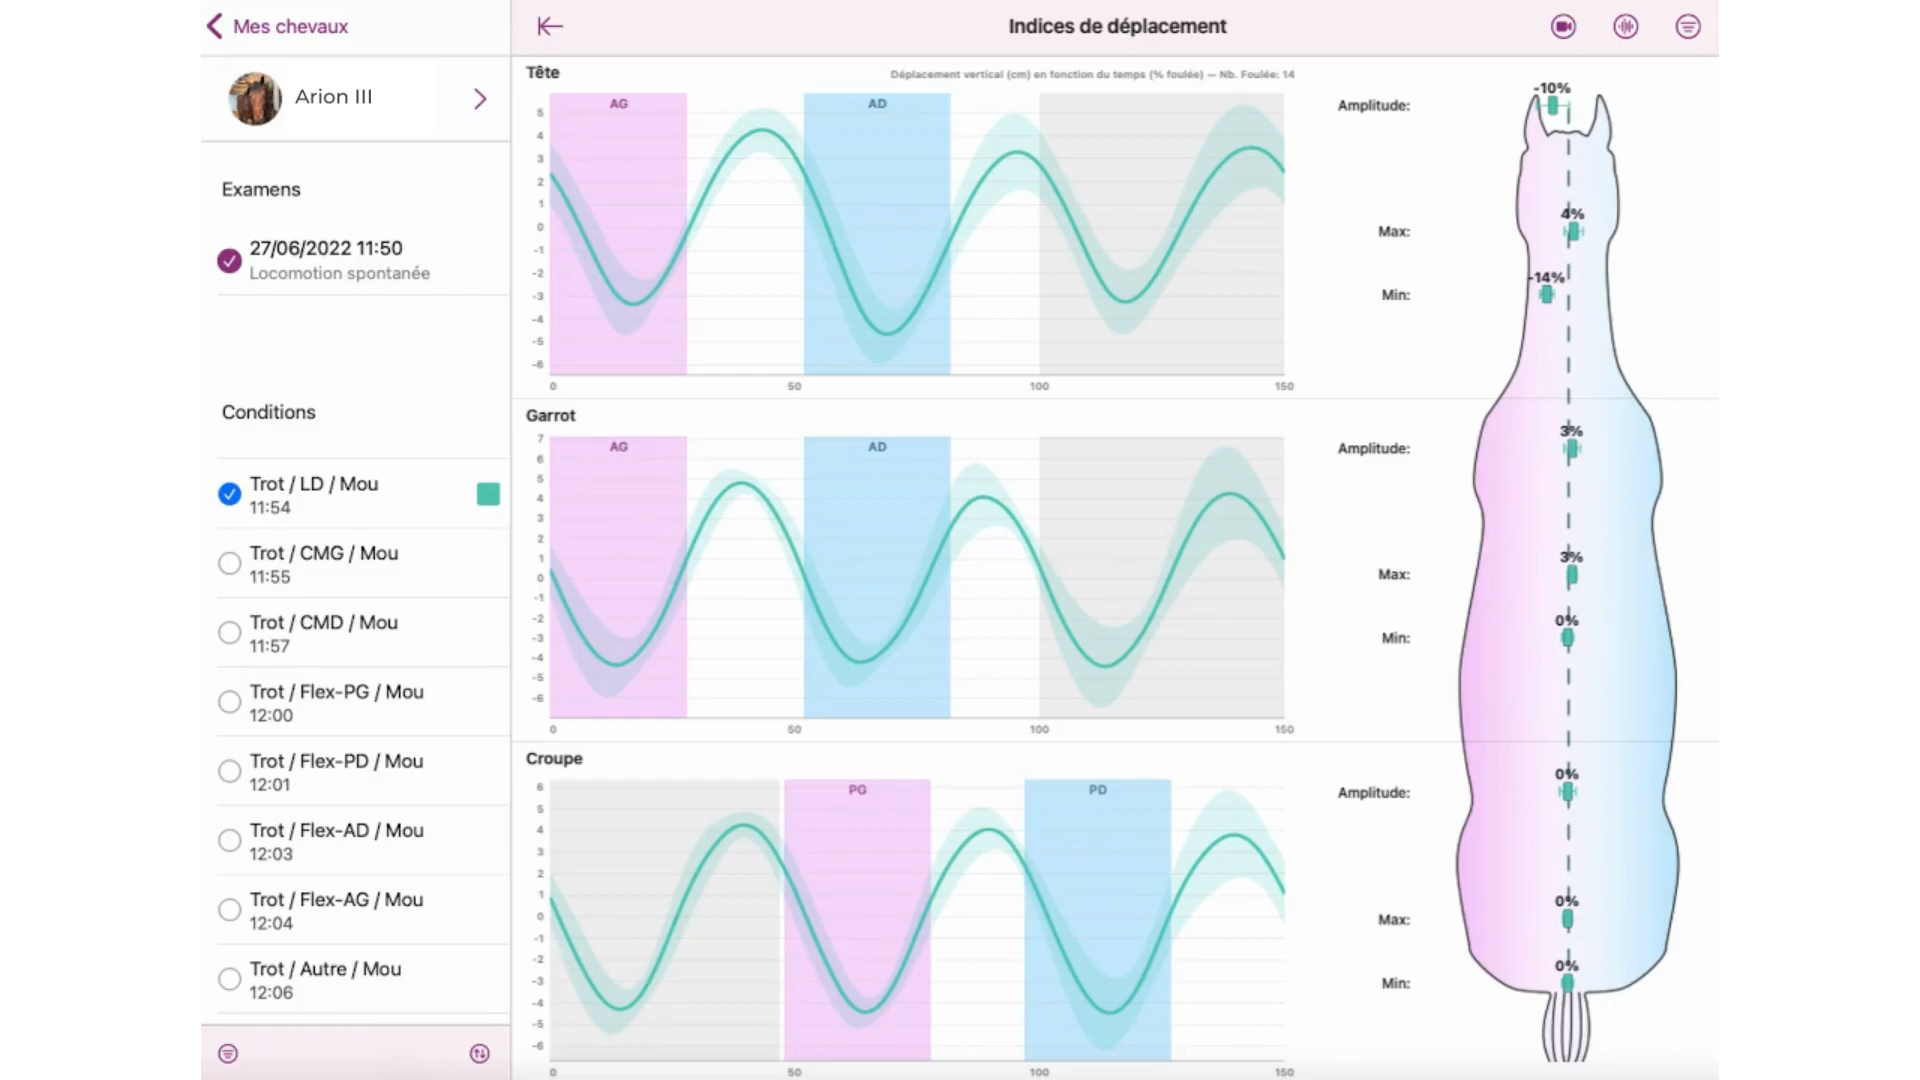 Mes chevaux
Arion III
Examens
27/06/2022 11:50
Locomotion spontanée
Conditions
Trot / LD / Mou
11:54
Trot / CMG / Mou
11:55
Trot / CMD / Mou
11:57
Trot / Flex-PG / Mou
12:00
Trot / Flex-PD / Mou
12:01
Trot / Flex-AD / Mou
12:03
Trot / Flex-AG / Mou
12:04
Trot / Autre / Mou
12:06
Indices de déplacement
Tête
Déplacement vertical (cm) en fonction du temps (% foulée) — Nb. Foulée: 14
AG AD
5
4
3
2
1
0
-1
-2
-3
-4
-5
-6
0 50 100 150
Amplitude: -10%
Max: 4%
Min: -14%
Garrot
AG AD
7
6
5
4
3
2
1
0
-1
-2
-3
-4
-5
-6
0 50 100 150
Amplitude: 3%
Max: 3%
Min: 0%
Croupe
PG PD
6
5
4
3
2
1
0
-1
-2
-3
-4
-5
-6
0 50 100 150
Amplitude: 0%
Max: 0%
Min: 0%